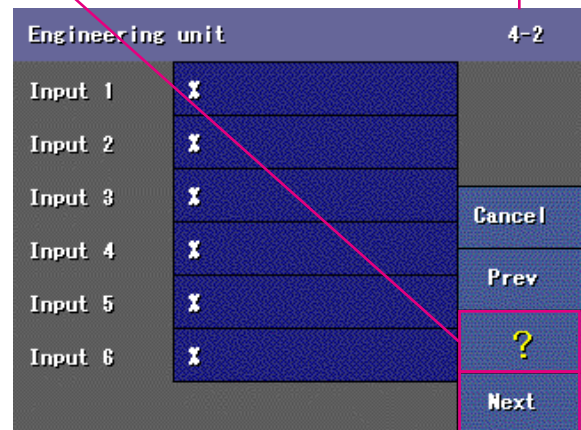 Engineering unit 4-2
Input 1 %
Input 2 %
Input 3 %
Cancel
Input 4 %
Prev
Input 5 %
?
Input 6 %
Next